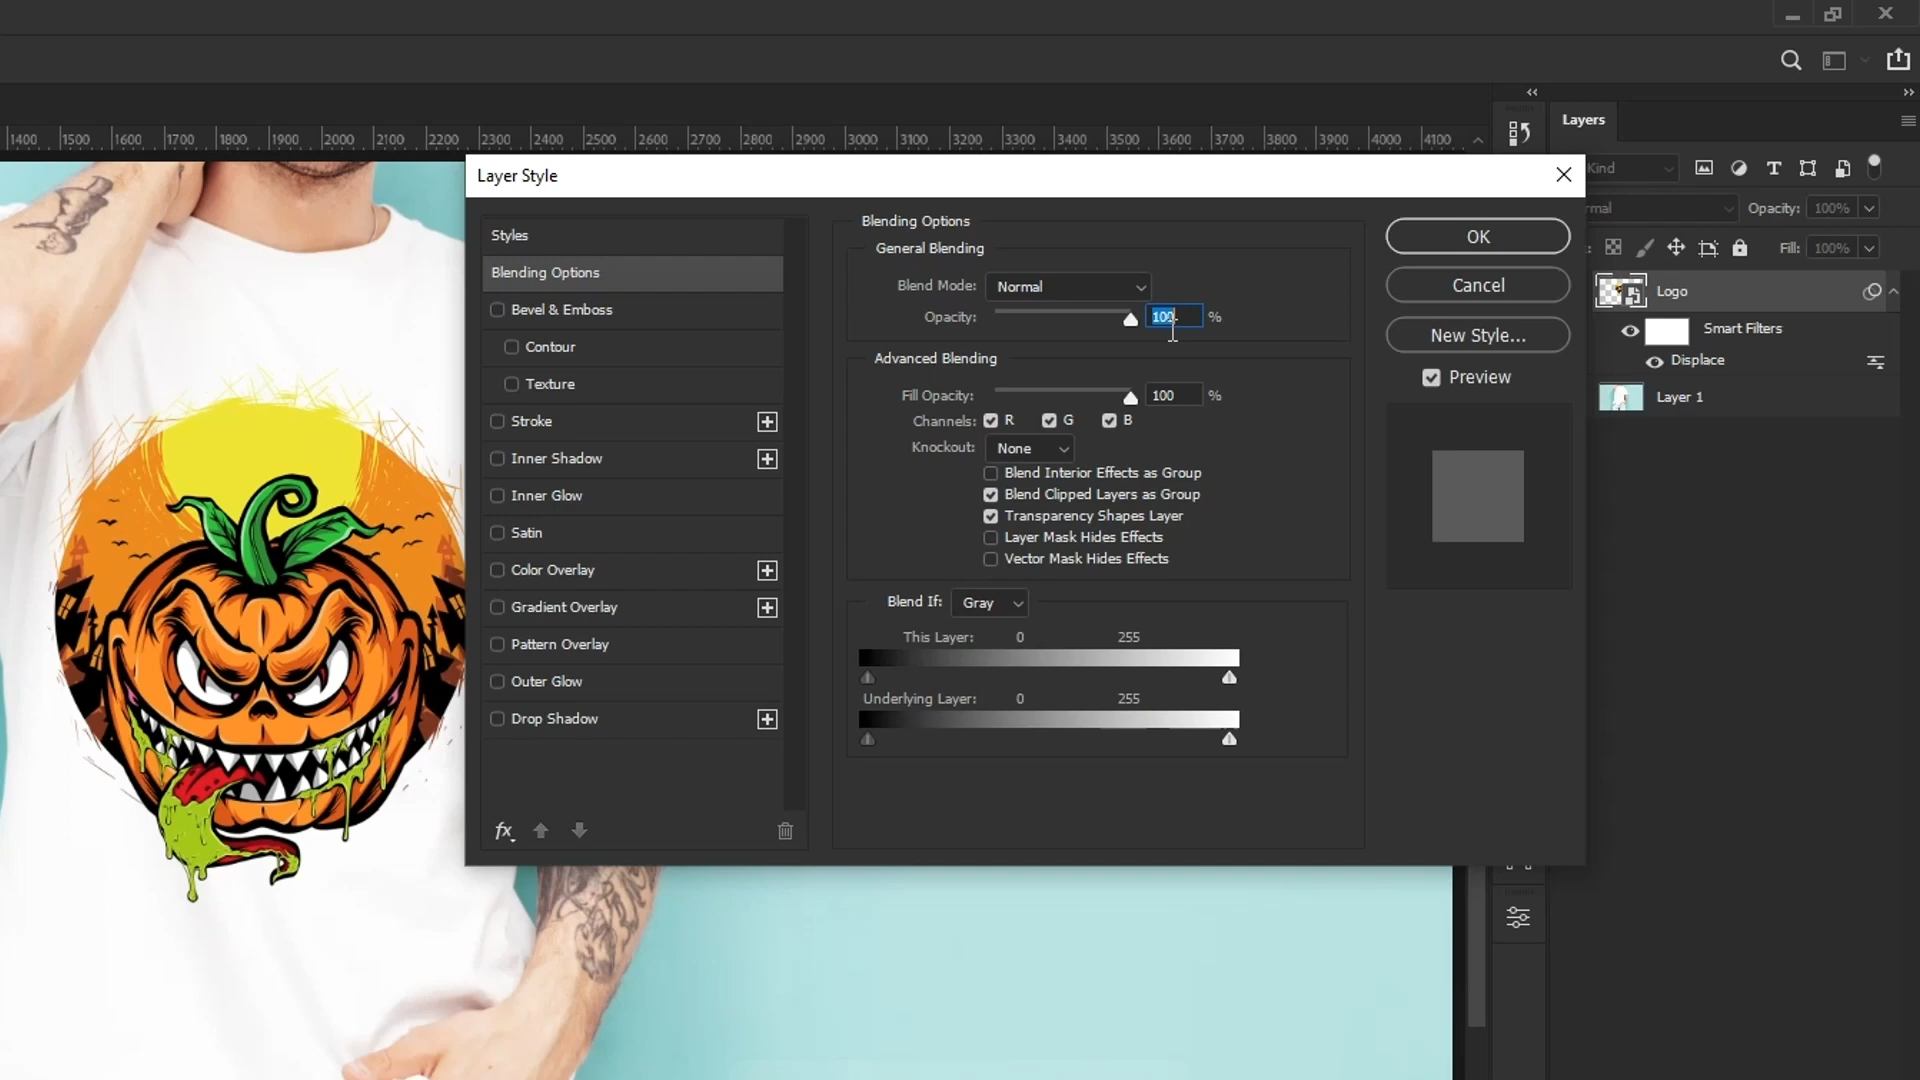 1400 1500 1600 1700 1800 1900 2000 2100 2200 2300 2400 2500 2600 2700 2800 2900 3000 3100 3200 3300 3400 3500 3600 3700 3800 3900 4000 4100
Layers
Kind
rmal Opacity: 100%
Fill: 100%
Logo
Smart Filters
Displace
Layer 1
Layer Style
Styles
Blending Options
Bevel & Emboss
Contour
Texture
Stroke
Inner Shadow
Inner Glow
Satin
Color Overlay
Gradient Overlay
Pattern Overlay
Outer Glow
Drop Shadow
fx
Blending Options
General Blending
Blend Mode: Normal
Opacity: 100 %
Advanced Blending
Fill Opacity: 100 %
Channels: R G B
Knockout: None
Blend Interior Effects as Group
Blend Clipped Layers as Group
Transparency Shapes Layer
Layer Mask Hides Effects
Vector Mask Hides Effects
Blend If: Gray
This Layer: 0 255
Underlying Layer: 0 255
OK
Cancel
New Style...
Preview